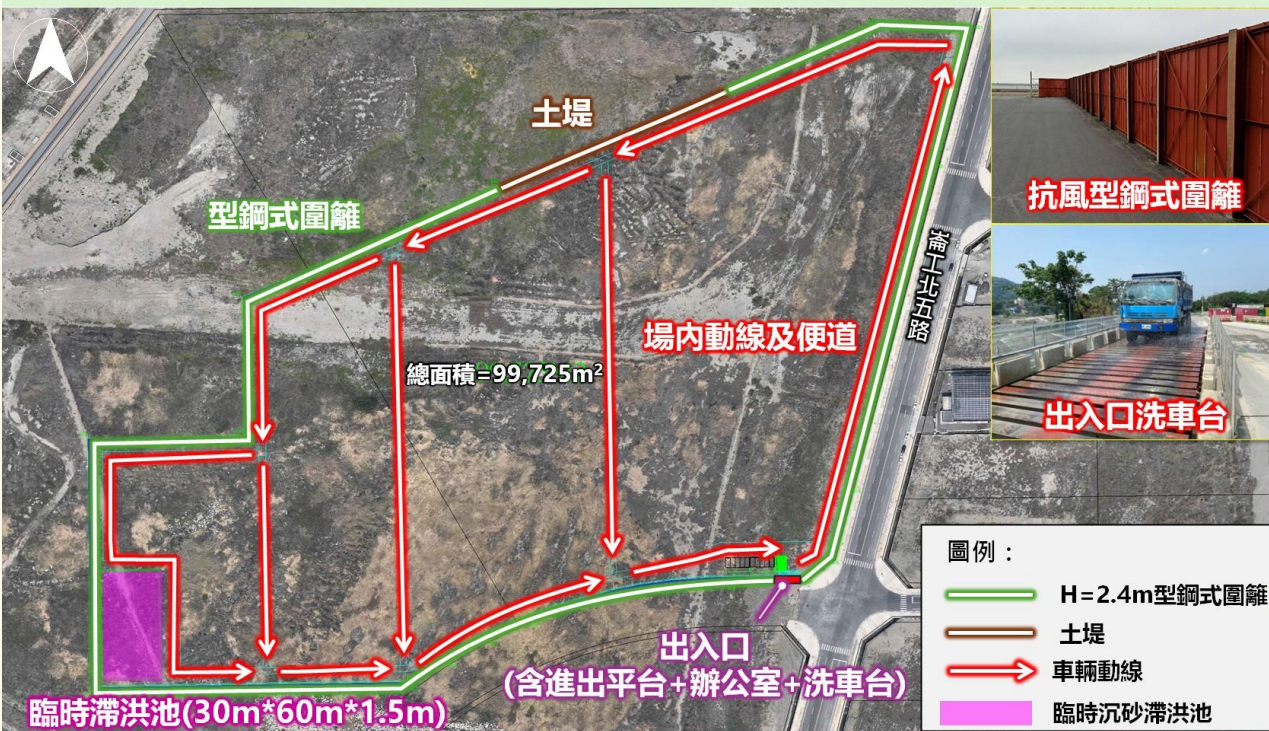 土堤
型鋼式圍籬
抗風型鋼式圍籬
崙工北五路
場內動線及便道
總面積=99,725m²
出入口洗車台
出入口
(含進出平台+辦公室+洗車台)
臨時滯洪池(30m*60m*1.5m)
圖例：
H=2.4m型鋼式圍籬
土堤
車輛動線
臨時沉砂滯洪池